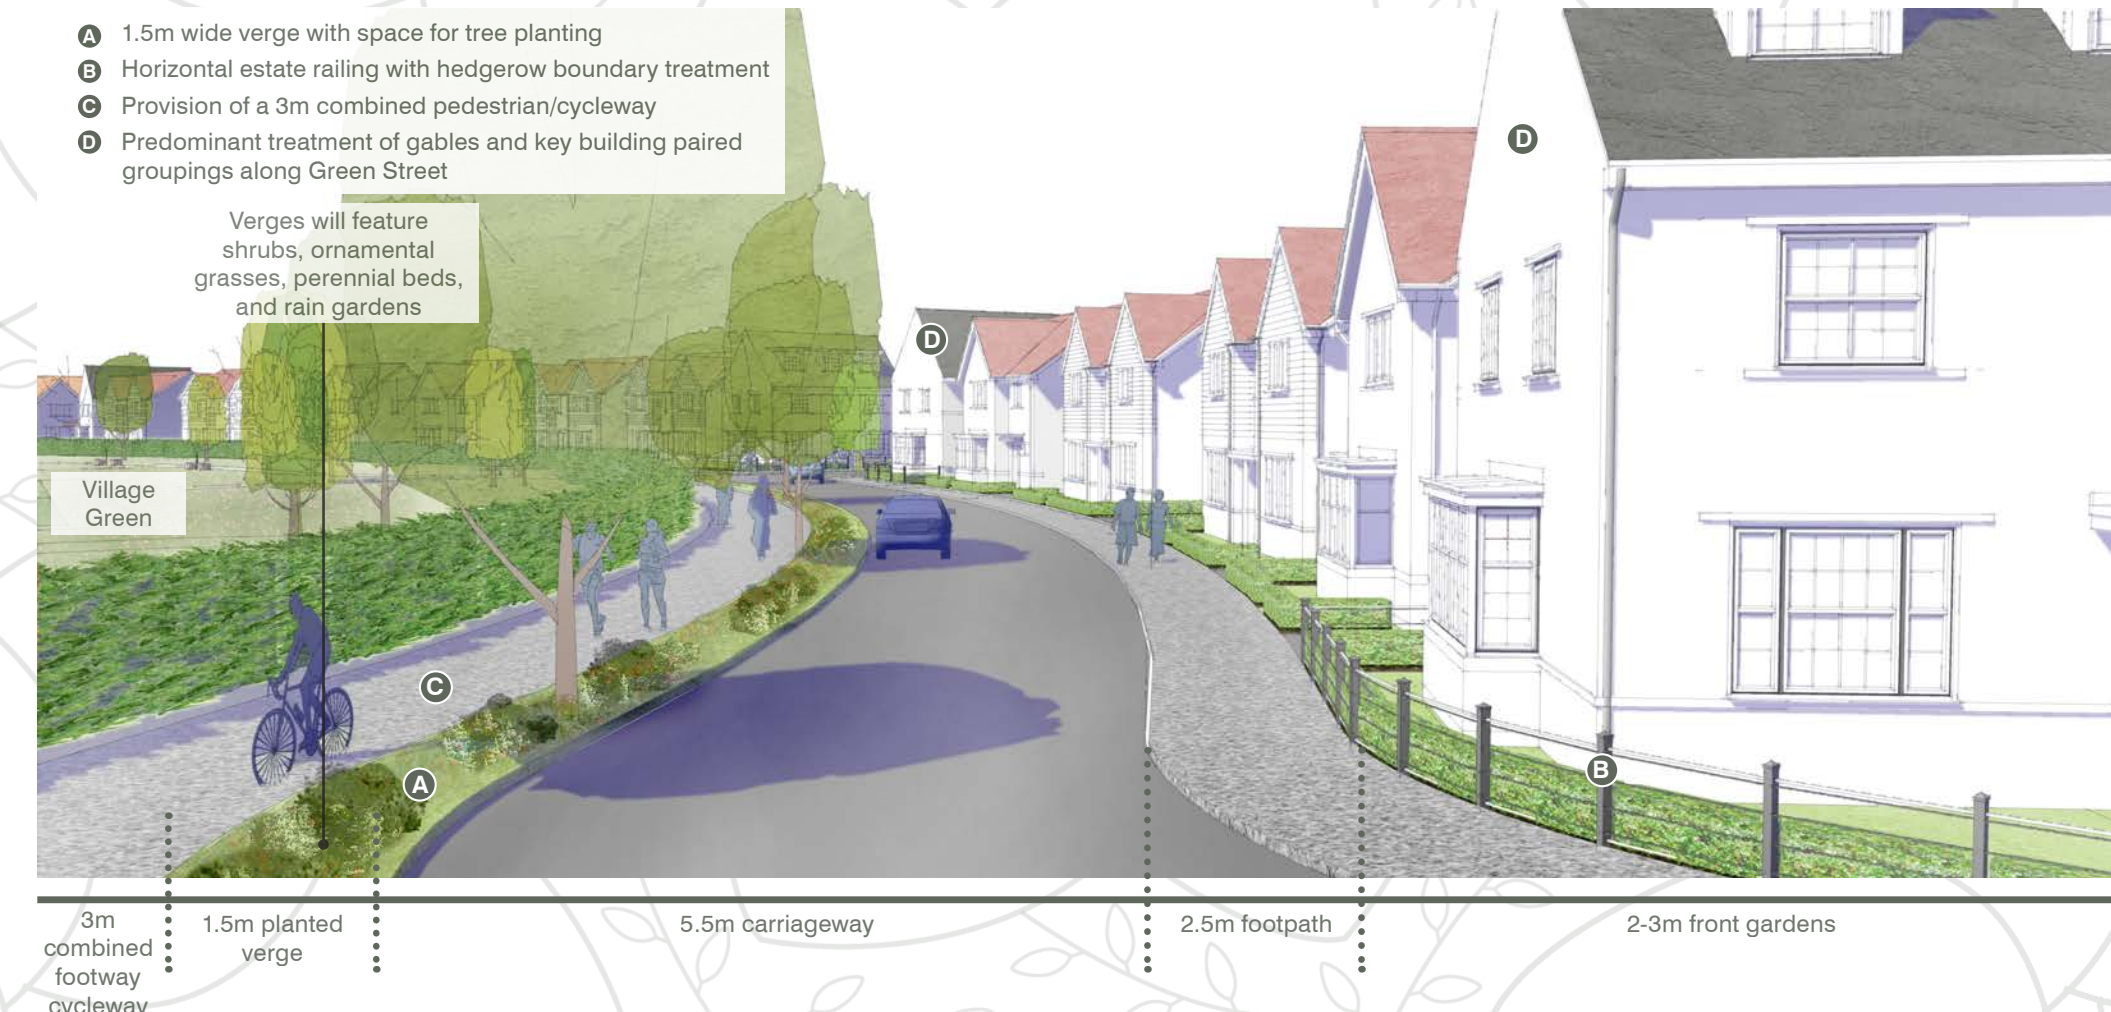 A 1.5m wide verge with space for tree planting
B Horizontal estate railing with hedgerow boundary treatment
C Provision of a 3m combined pedestrian/cycleway
D Predominant treatment of gables and key building paired
groupings along Green Street
Verges will feature
shrubs, ornamental
grasses, perennial beds,
and rain gardens
D
D
Village
Green
C
A
B
3m
combined
footway
cycleway
1.5m planted
verge
5.5m carriageway
2.5m footpath
2-3m front gardens